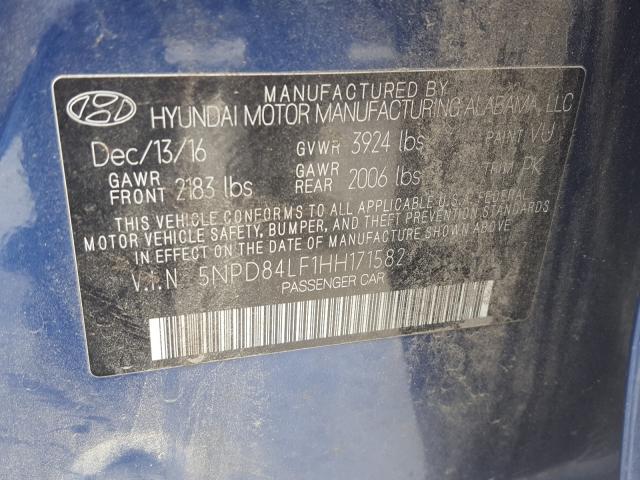 MANUFACTURED BY
HYUNDAI MOTOR MANUFACTURING ALABAMA, LLC
Dec/13/16 GVWR 3924 lbs PAINT VU
GAWR FRONT 2183 lbs GAWR REAR 2006 lbs TRIM PK
THIS VEHICLE CONFORMS TO ALL APPLICABLE U.S.A. FEDERAL
MOTOR VEHICLE SAFETY, BUMPER, AND THEFT PREVENTION STANDARDS
IN EFFECT ON THE DATE OF MANUFACTURE SHOWN ABOVE.
V.I.N 5NPD84LF1HH171582
PASSENGER CAR